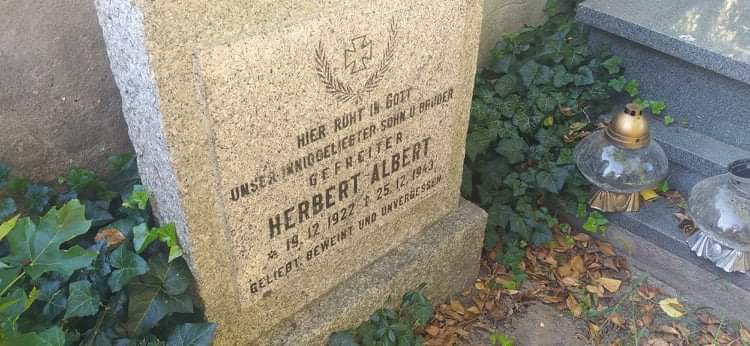 HIER RUHT IN GOTT
UNSER INNIGGELIEBTER SOHN U. BRUDER
GEFREITER
HERBERT ALBERT
* 19.12.1922 † 25.12.1943
GELIEBT, BEWEINT UND UNVERGESSEN.